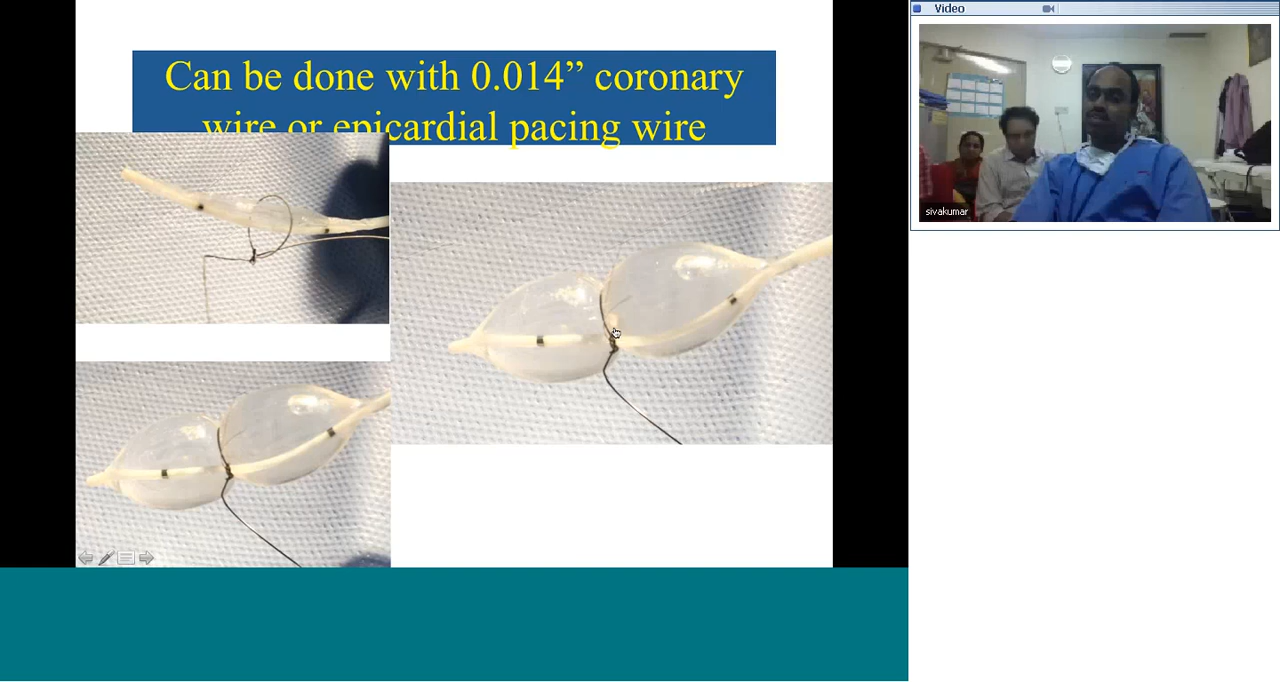 Can be done with 0.014” coronary
wire or epicardial pacing wire
Video
sivakumar